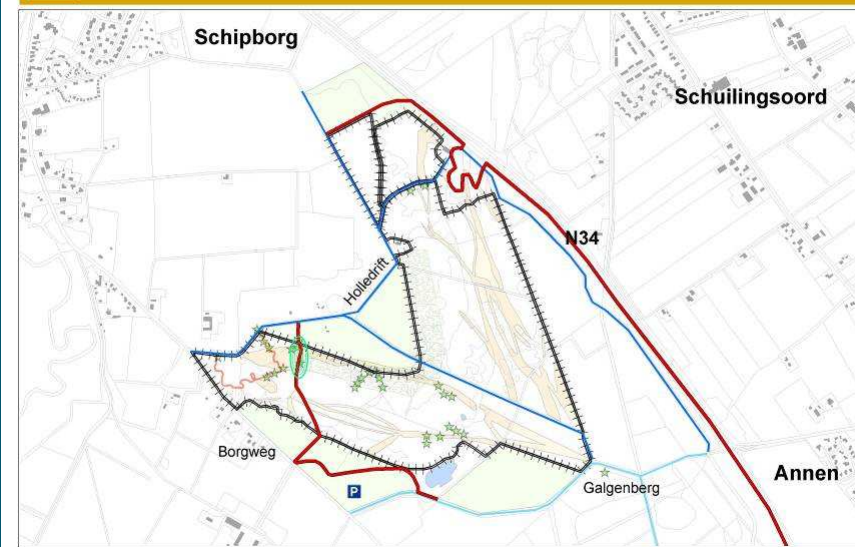 Schipborg
Schuilingsoord
N34
Holledrift
Borgweg
P
Galgenberg
Annen